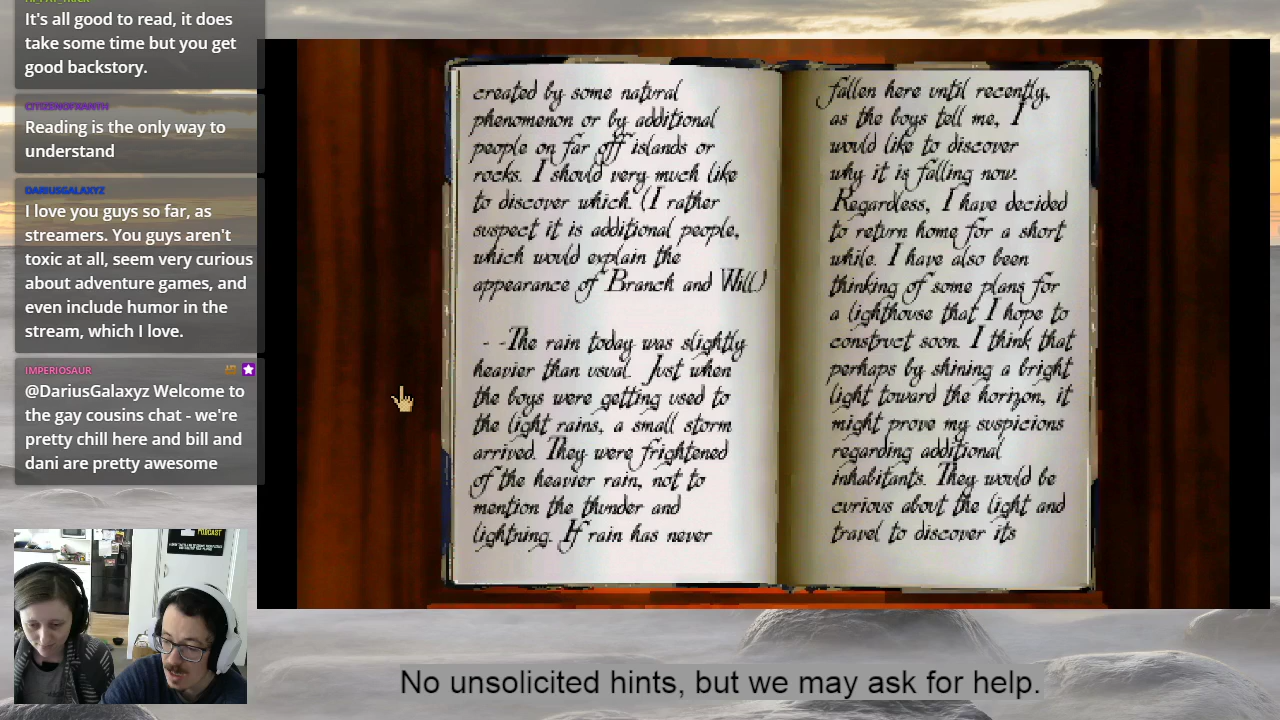 It's all good to read, it does
take some time but you get
good backstory.
CITIZENOFRARTH
Reading is the only way to
understand
DARIUSGALAXYZ
I love you guys so far, as
streamers. You guys aren't
toxic at all, seem very curious
about adventure games, and
even include humor in the
stream, which I love.
IMPERIOSAUR
@DariusGalaxyz Welcome to
the gay cousins chat - we're
pretty chill here and bill and
dani are pretty awesome
created by some natural
phenomenon or by additional
people on far off islands or
rocks. I should very much like
to discover which. (I rather
suspect it is additional people,
which would explain the
appearance of Branch and Will)
- -The rain today was slightly
heavier than usual. Just when
the boys were getting used to
the light rains, a small storm
arrived. They were frightened
of the heavier rain, not to
mention the thunder and
lightning. If rain has never
fallen here until recently,
as the boys tell me, I
would like to discover
why it is falling now.
Regardless, I have decided
to return home for a short
while. I have also been
thinking of some plans for
a lighthouse that I hope to
construct soon. I think that
perhaps by shining a bright
light toward the horizon, it
might prove my suspicions
regarding additional
inhabitants. They would be
curious about the light and
travel to discover its
PODCAST
No unsolicited hints, but we may ask for help.